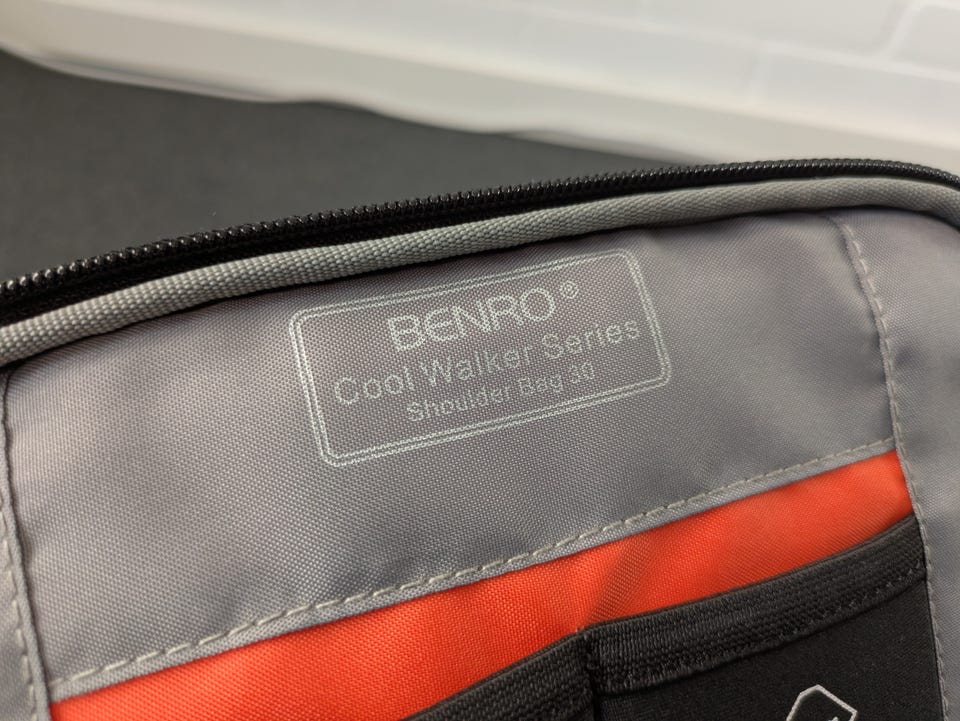 BENRO®
Cool Walker Series
Shoulder Bag 30